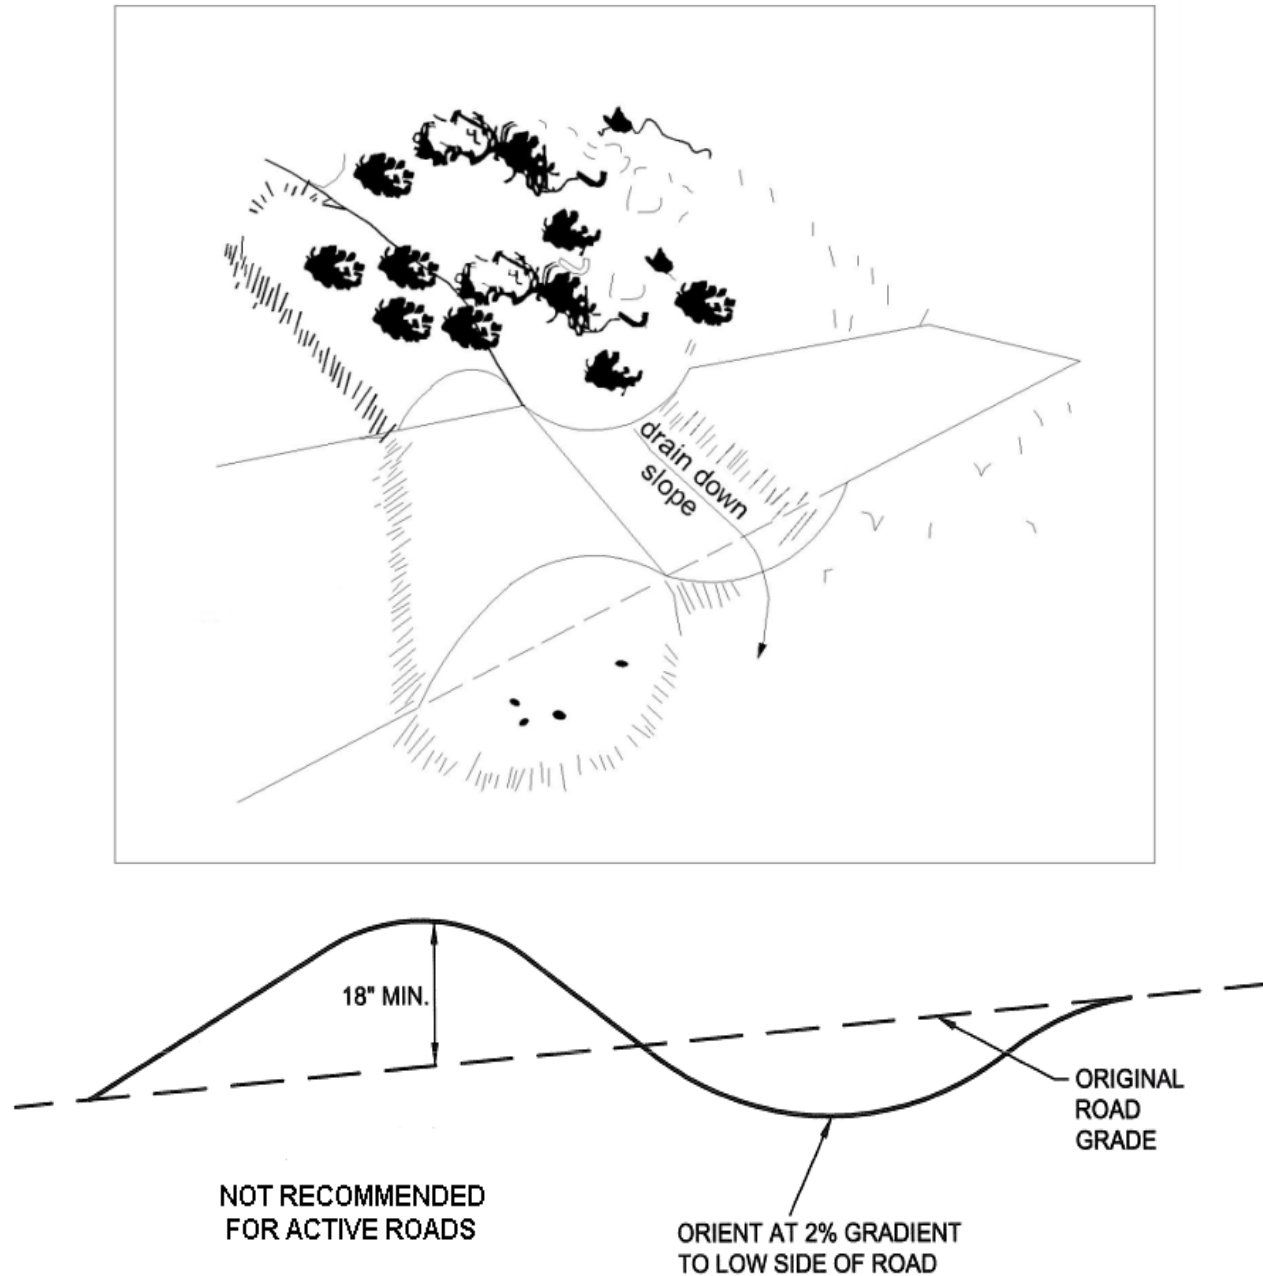 drain down
slope
18" MIN.
ORIGINAL
ROAD
GRADE
NOT RECOMMENDED
FOR ACTIVE ROADS
ORIENT AT 2% GRADIENT
TO LOW SIDE OF ROAD